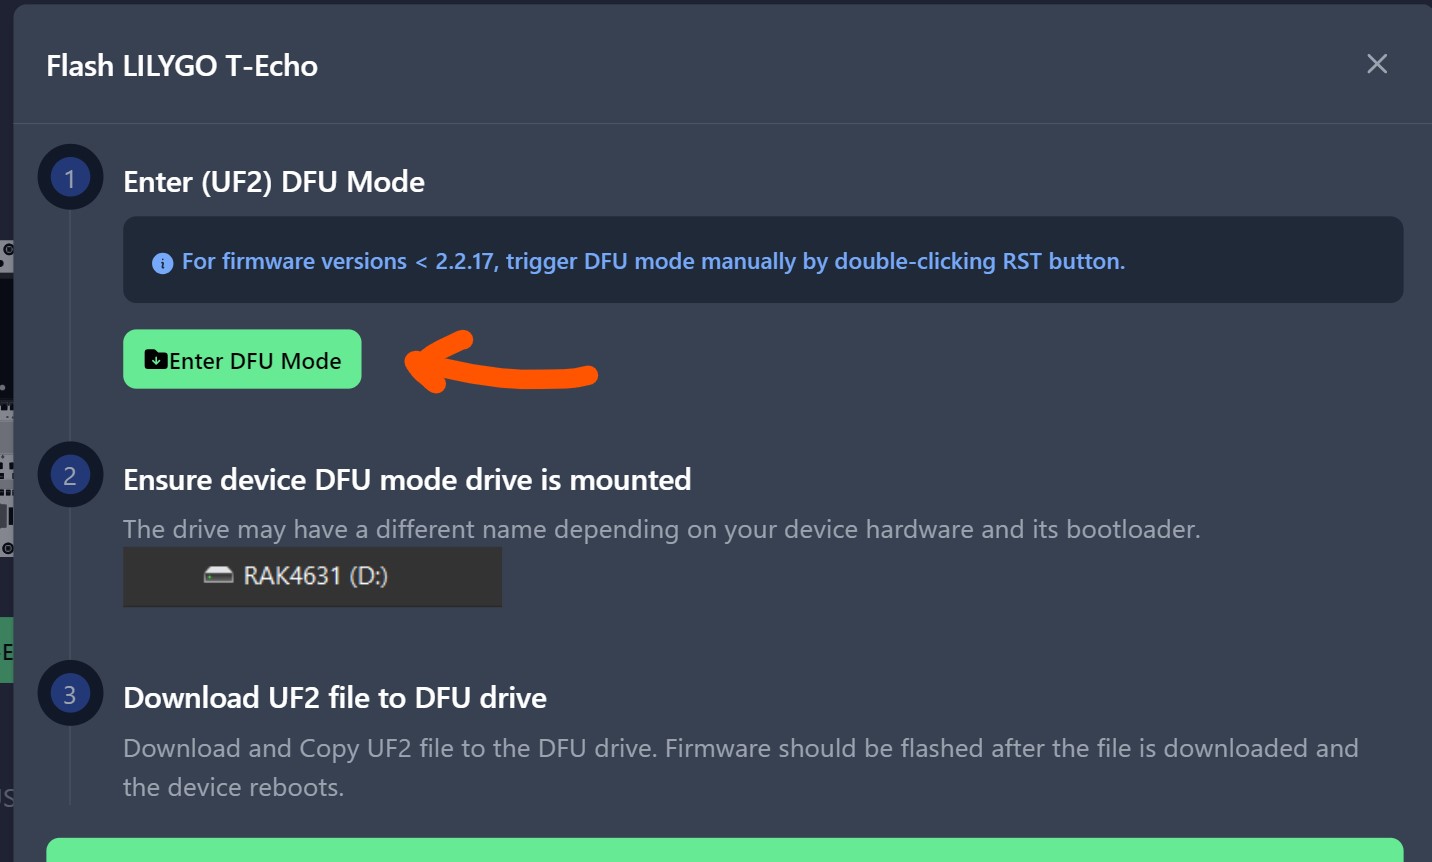 Flash LILYGO T-Echo
1
Enter (UF2) DFU Mode
For firmware versions < 2.2.17, trigger DFU mode manually by double-clicking RST button.
Enter DFU Mode
2
Ensure device DFU mode drive is mounted
The drive may have a different name depending on your device hardware and its bootloader.
RAK4631 (D:)
3
Download UF2 file to DFU drive
Download and Copy UF2 file to the DFU drive. Firmware should be flashed after the file is downloaded and
the device reboots.